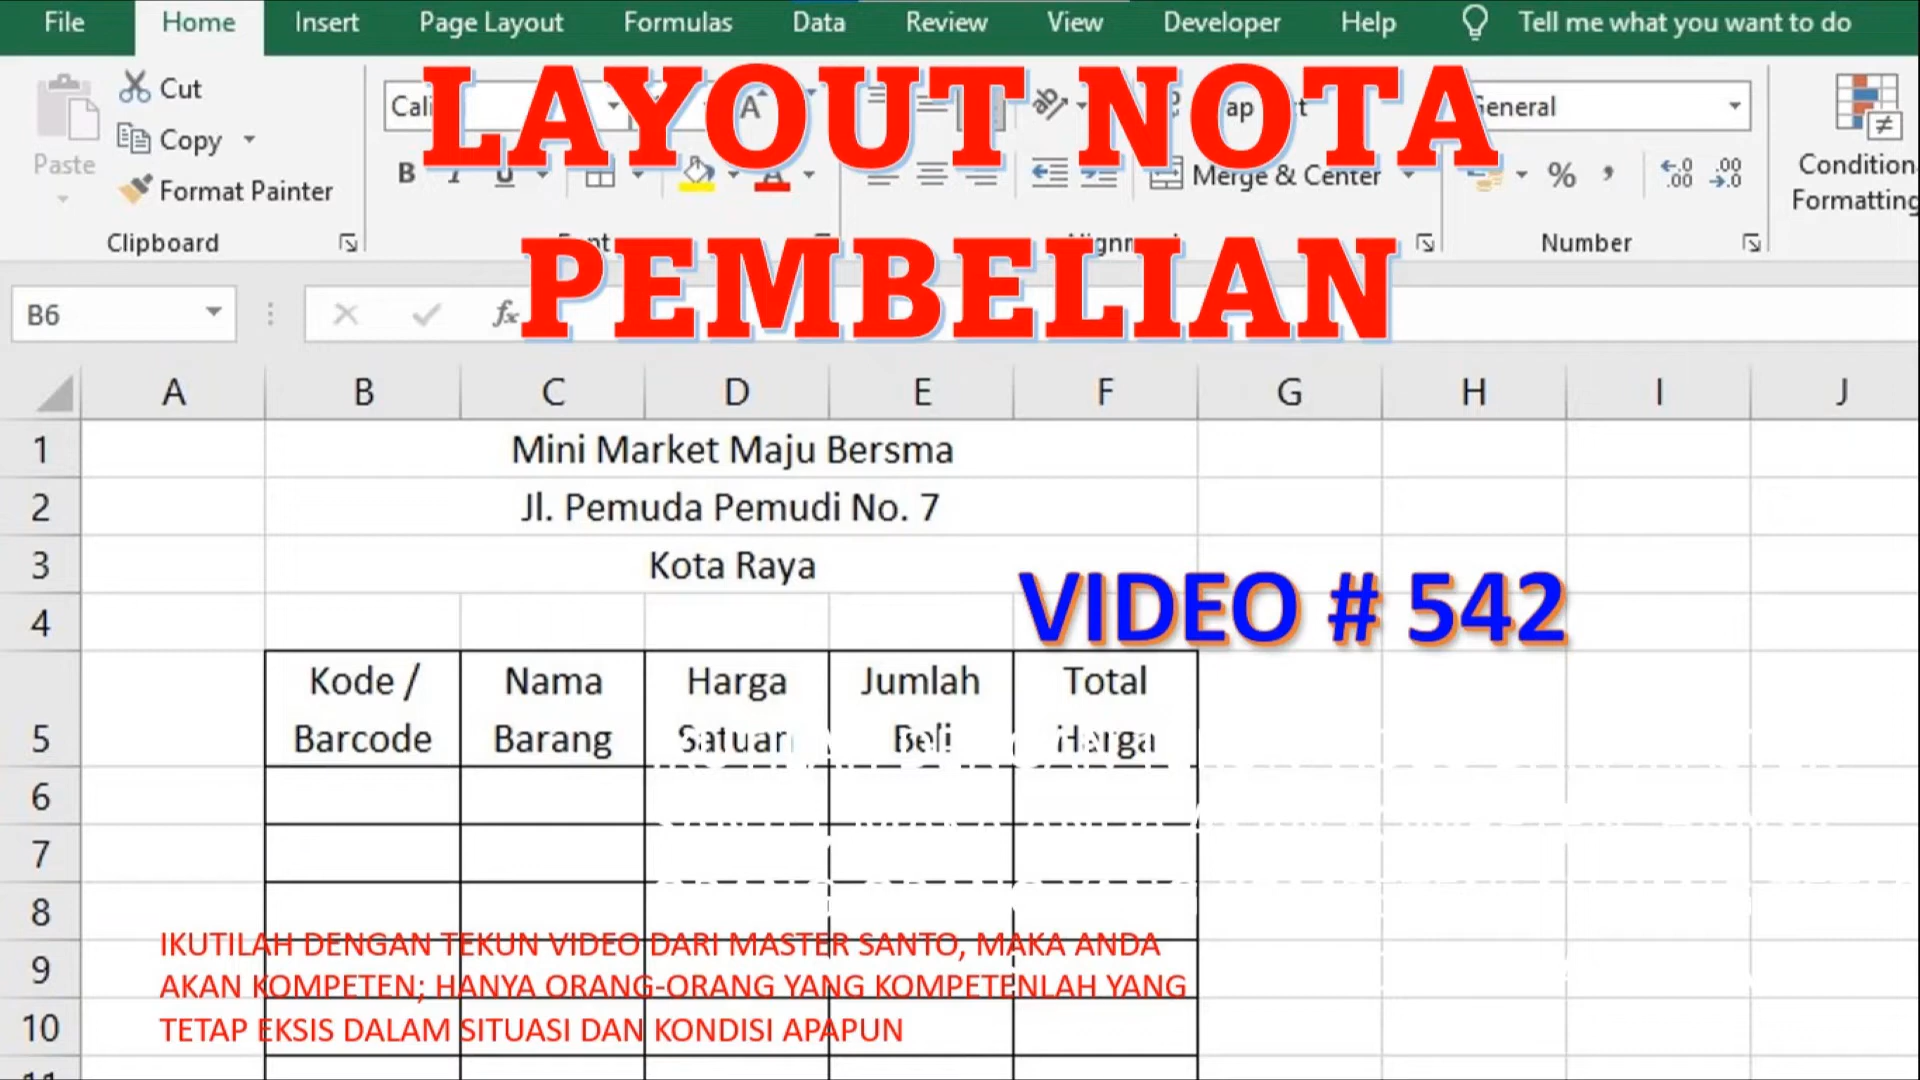 File Home Insert Page Layout Formulas Data Review View Developer Help Tell me what you want to do
LAYOUT NOTA
PEMBELIAN
Paste
Cut
Copy
Format Painter
Clipboard
B
Merge & Center
General
%
Number
Condition
Formatting
B6
fx
A B C D E F G H I J
1 Mini Market Maju Bersma
2 Jl. Pemuda Pemudi No. 7
3 Kota Raya
VIDEO # 542
4
Kode / Nama Harga Jumlah Total
5 Barcode Barang Satuan Beli Harga
6
7
8
IKUTILAH DENGAN TEKUN VIDEO DARI MASTER SANTO, MAKA ANDA
9
AKAN KOMPETEN; HANYA ORANG-ORANG YANG KOMPETENLAH YANG
10
TETAP EKSIS DALAM SITUASI DAN KONDISI APAPUN